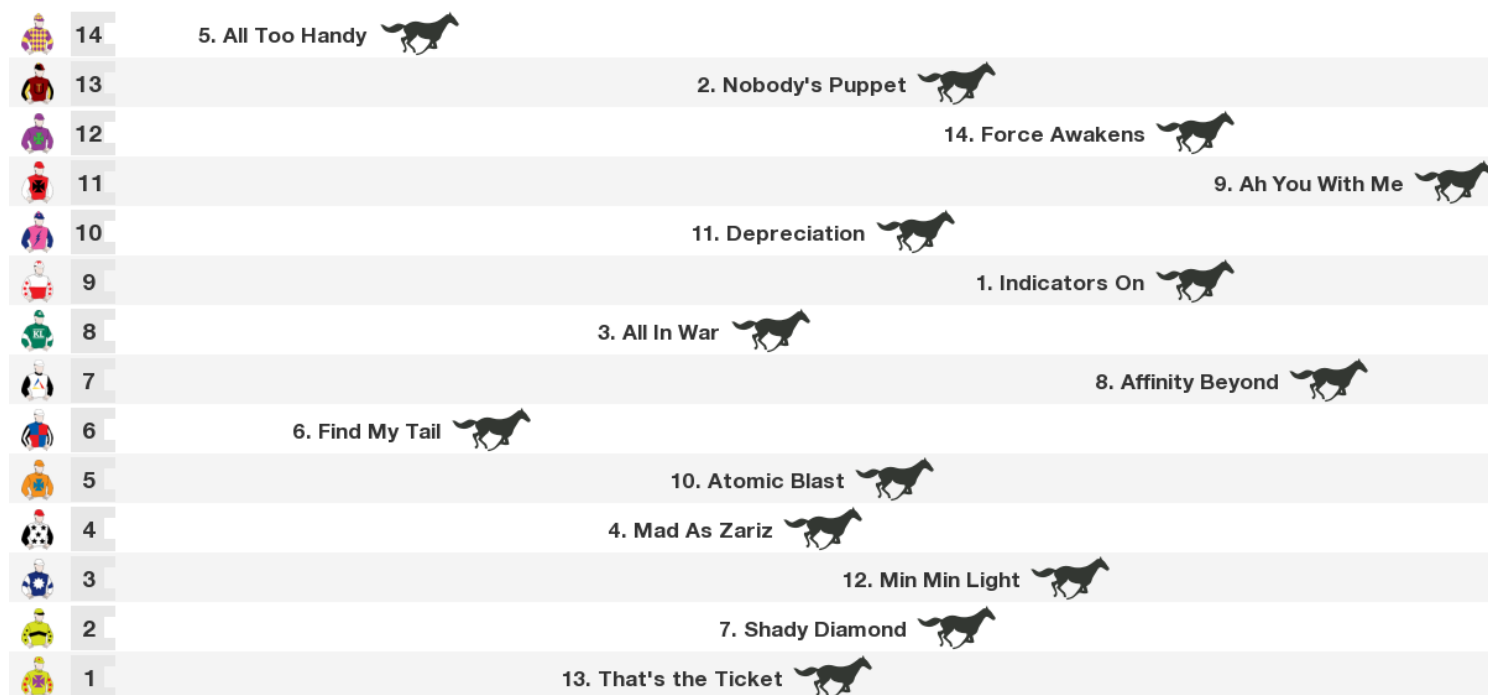 14 5. All Too Handy
13 2. Nobody's Puppet
12 14. Force Awakens
11 9. Ah You With Me
10 11. Depreciation
9 1. Indicators On
8 3. All In War
7 8. Affinity Beyond
6 6. Find My Tail
5 10. Atomic Blast
4 4. Mad As Zariz
3 12. Min Min Light
2 7. Shady Diamond
1 13. That's the Ticket